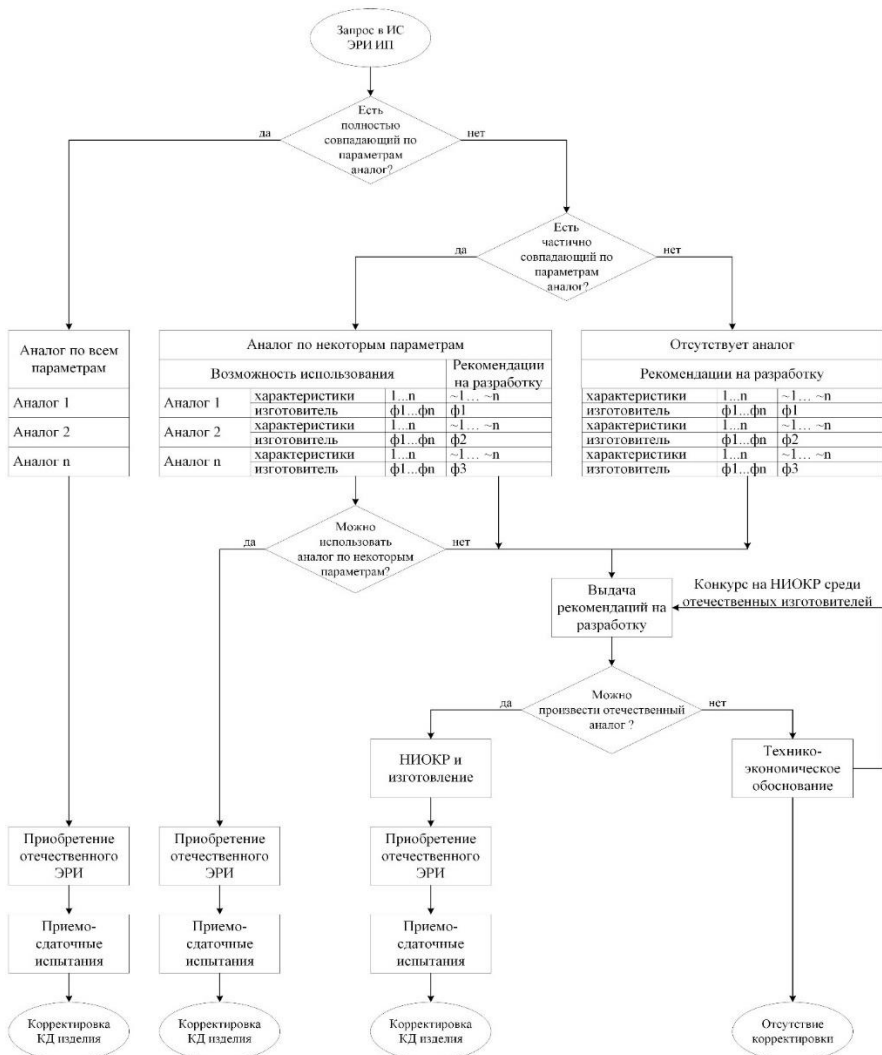 Запрос в ИС
ЭРИ ИП
Есть
полностью
совпадающий по
параметрам
аналог?
да
нет
Есть
частично
совпадающий по
параметрам
аналог?
да
нет
Аналог по всем
параметрам
Аналог 1
Аналог 2
Аналог n
Аналог по некоторым параметрам
Возможность использования
Рекомендации
на разработку
Аналог 1
характеристики 1...n ~1... ~n
изготовитель ф1...фn ф1
Аналог 2
характеристики 1...n ~1... ~n
изготовитель ф1...фn ф2
Аналог n
характеристики 1...n ~1... ~n
изготовитель ф1...фn ф3
Отсутствует аналог
Рекомендации на разработку
характеристики 1...n ~1... ~n
изготовитель ф1...фn ф1
характеристики 1...n ~1... ~n
изготовитель ф1...фn ф2
характеристики 1...n ~1... ~n
изготовитель ф1...фn ф3
Можно
использовать
аналог по некоторым
параметрам?
да
нет
Выдача
рекомендаций на
разработку
Конкурс на НИОКР среди
отечественных изготовителей
Можно
произвести отечественный
аналог ?
да
нет
НИОКР и
изготовление
Технико-
экономическое
обоснование
Приобретение
отечественного
ЭРИ
Приобретение
отечественного
ЭРИ
Приобретение
отечественного
ЭРИ
Приемо-
сдаточные
испытания
Приемо-
сдаточные
испытания
Приемо-
сдаточные
испытания
Корректировка
КД изделия
Корректировка
КД изделия
Корректировка
КД изделия
Отсутствие
корректировки